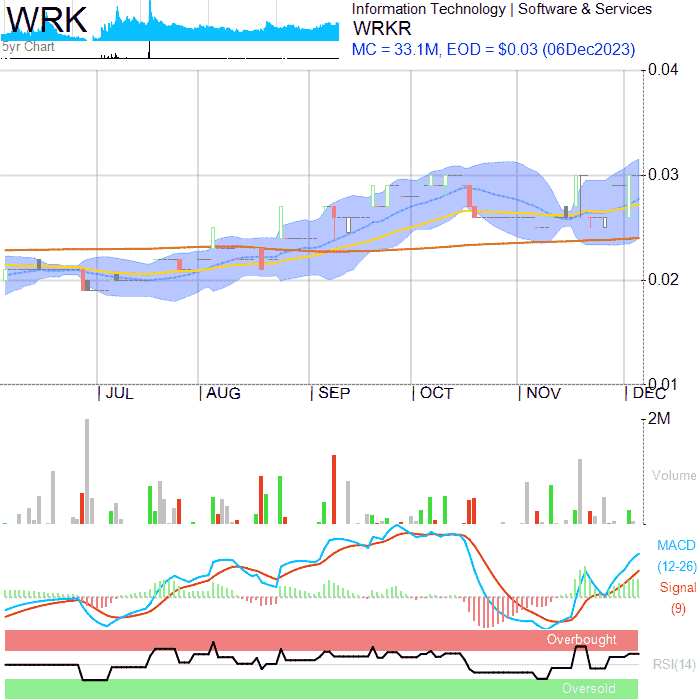 WRK
5yr Chart
Information Technology | Software & Services
WRKR
MC = 33.1M, EOD = $0.03 (06Dec2023)
0.04
0.03
0.02
0.01
JUL
AUG
SEP
OCT
NOV
DEC
2M
Volume
MACD
(12-26)
Signal
(9)
Overbought
RSI(14)
Oversold